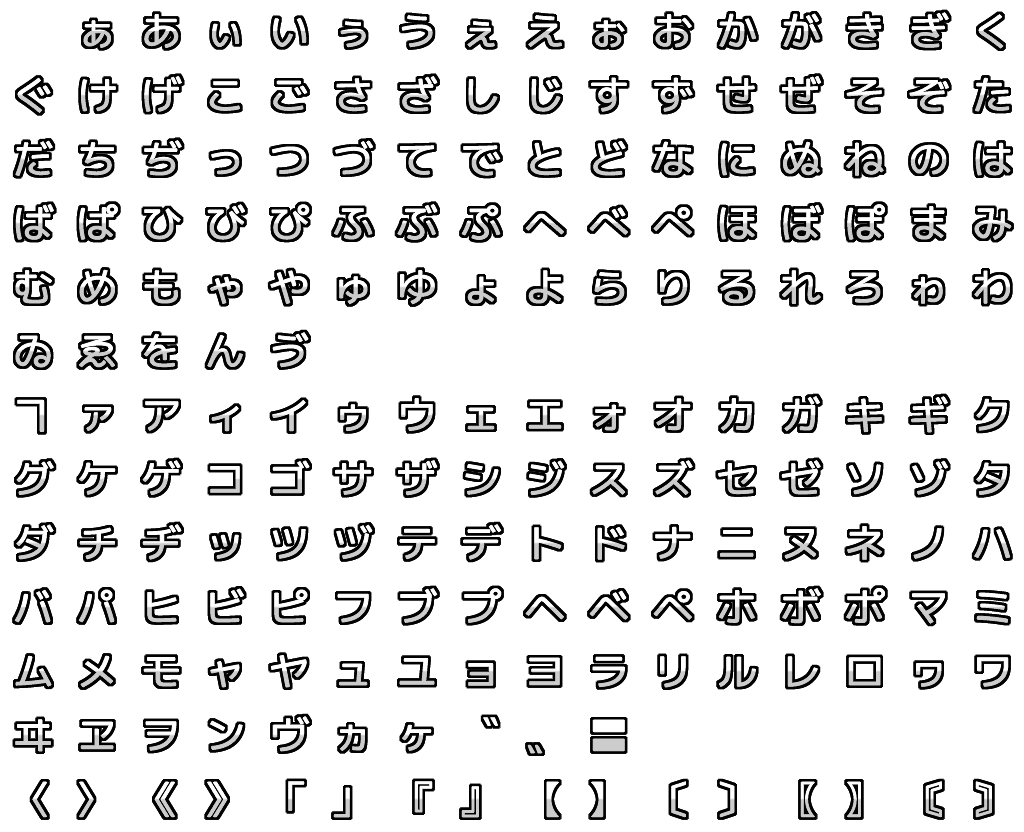 ぁあぃいぅうぇえぉおかがきぎく
ぐけげこごさざしじすずせぜそぞた
だちぢっつづてでとどなにぬねのは
ばぱひびぴふぶぷへべぺほぼぽまみ
むめもゃやゅゆょよらりるれろゎわ
ゐゑをんゔ
ヿァアィイゥウェエォオカガキギク
グケゲコゴサザシジスズセゼソゾタ
ダチヂッツヅテデトドナニヌネノハ
バパヒビピフブプヘベペホボポマミ
ムメモャヤュユョヨラリルレロヮワ
ヰヱヲンヴヵヶ〝〟〓
〈〉《》「」『』【】〔〕〖〗〘〙